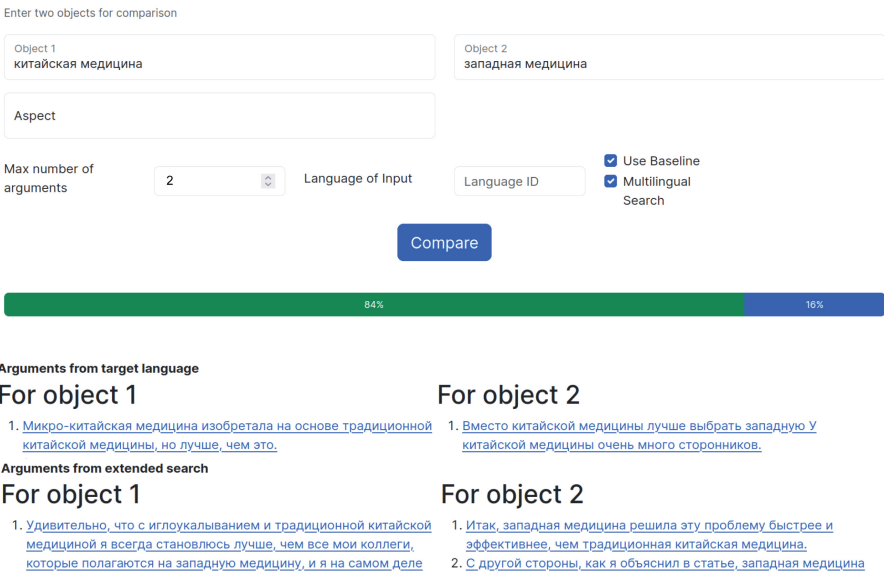 Enter two objects for comparison
Object 1
китайская медицина
Object 2
западная медицина
Aspect
Max number of
arguments
2
Language of Input
Language ID
Use Baseline
Multilingual
Search
Compare
84%
16%
Arguments from target language
For object 1
1. Микро-китайская медицина изобретала на основе традиционной
китайской медицины, но лучше, чем это.
For object 2
1. Вместо китайской медицины лучше выбрать западную У
китайской медицины очень много сторонников.
Arguments from extended search
For object 1
1. Удивительно, что с иглоукалыванием и традиционной китайской
медициной я всегда становлюсь лучше, чем все мои коллеги,
которые полагаются на западную медицину, и я на самом деле
For object 2
1. Итак, западная медицина решила эту проблему быстрее и
эффективнее, чем традиционная китайская медицина.
2. С другой стороны, как я объяснил в статье, западная медицина